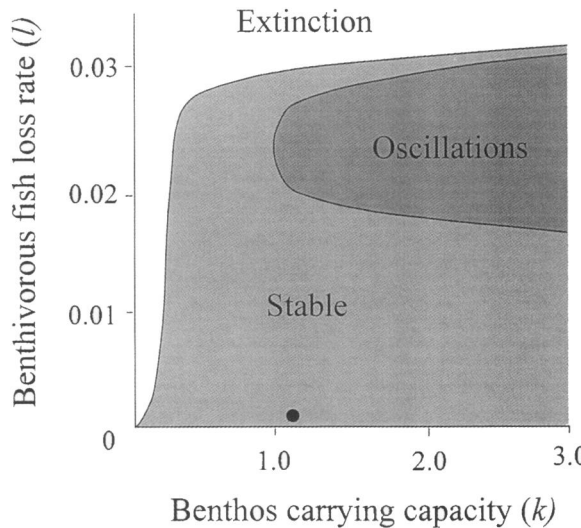 Extinction
Benthivorous fish loss rate (l)
0.03
0.02
0.01
0
Oscillations
Stable
1.0
2.0
3.0
Benthos carrying capacity (k)